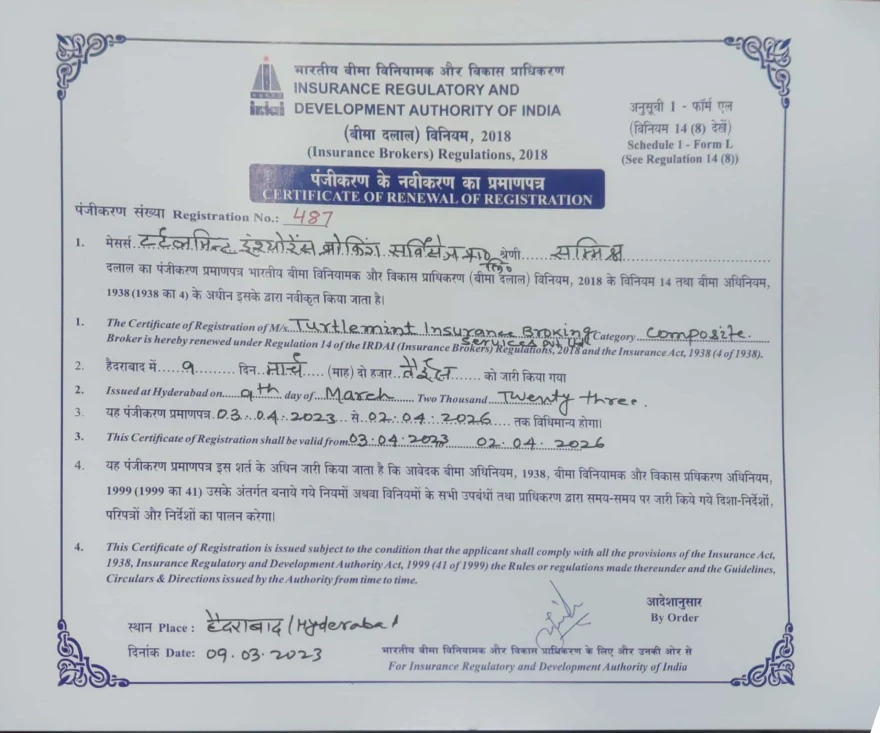 भारतीय बीमा विनियामक और विकास प्राधिकरण
INSURANCE REGULATORY AND
DEVELOPMENT AUTHORITY OF INDIA
irdai
(बीमा दलाल) विनियम, 2018
(Insurance Brokers) Regulations, 2018
अनुसूची 1 - फॉर्म एल
(विनियम 14 (8) देखें)
Schedule I - Form L
(See Regulation 14 (8))
पंजीकरण के नवीकरण का प्रमाणपत्र
CERTIFICATE OF RENEWAL OF REGISTRATION
पंजीकरण संख्या Registration No.: 487
1. मेसर्स टर्टलमिन्ट इंश्योरेंस ब्रोकिंग सर्विसेज प्रा० लि० श्रेणी सम्मिश्र
दलाल का पंजीकरण प्रमाणपत्र भारतीय बीमा विनियामक और विकास प्राधिकरण (बीमा दलाल) विनियम, 2018 के विनियम 14 तथा बीमा अधिनियम,
1938 (1938 का 4) के अधीन इसके द्वारा नवीकृत किया जाता है।
1. The Certificate of Registration of M/s. Turtlemint Insurance Broking Services Pvt Ltd Category composite.
Broker is hereby renewed under Regulation 14 of the IRDAI (Insurance Brokers) Regulations, 2018 and the Insurance Act, 1938 (4 of 1938).
2. हैदराबाद में.....9.....दिन..मार्च....(माह) दो हजार..तेईस....... को जारी किया गया
2. Issued at Hyderabad on 9th day of March Two Thousand Twenty three.
3. यह पंजीकरण प्रमाणपत्र 03.04.2023 से 02.04.2026 तक विधिमान्य होगा।
3. This Certificate of Registration shall be valid from 03.04.2023 02.04.2026
4. यह पंजीकरण प्रमाणपत्र इस शर्त के अधिन जारी किया जाता है कि आवेदक बीमा अधिनियम, 1938, बीमा विनियामक और विकास प्रधिकरण अधिनियम,
1999 (1999 का 41) उसके अंतर्गत बनाये गये नियमों अथवा विनियमों के सभी उपबंधों तथा प्राधिकरण द्वारा समय-समय पर जारी किये गये दिशा-निर्देशों,
परिपत्रों और निर्देशों का पालन करेगा।
4. This Certificate of Registration is issued subject to the condition that the applicant shall comply with all the provisions of the Insurance Act,
1938, Insurance Regulatory and Development Authority Act, 1999 (41 of 1999) the Rules or regulations made thereunder and the Guidelines,
Circulars & Directions issued by the Authority from time to time.
आदेशानुसार
By Order
स्थान Place : हैदराबाद / Hyderabad
दिनांक Date: 09.03.2023
भारतीय बीमा विनियामक और विकास प्राधिकरण के लिए और उनकी ओर से
For Insurance Regulatory and Development Authority of India